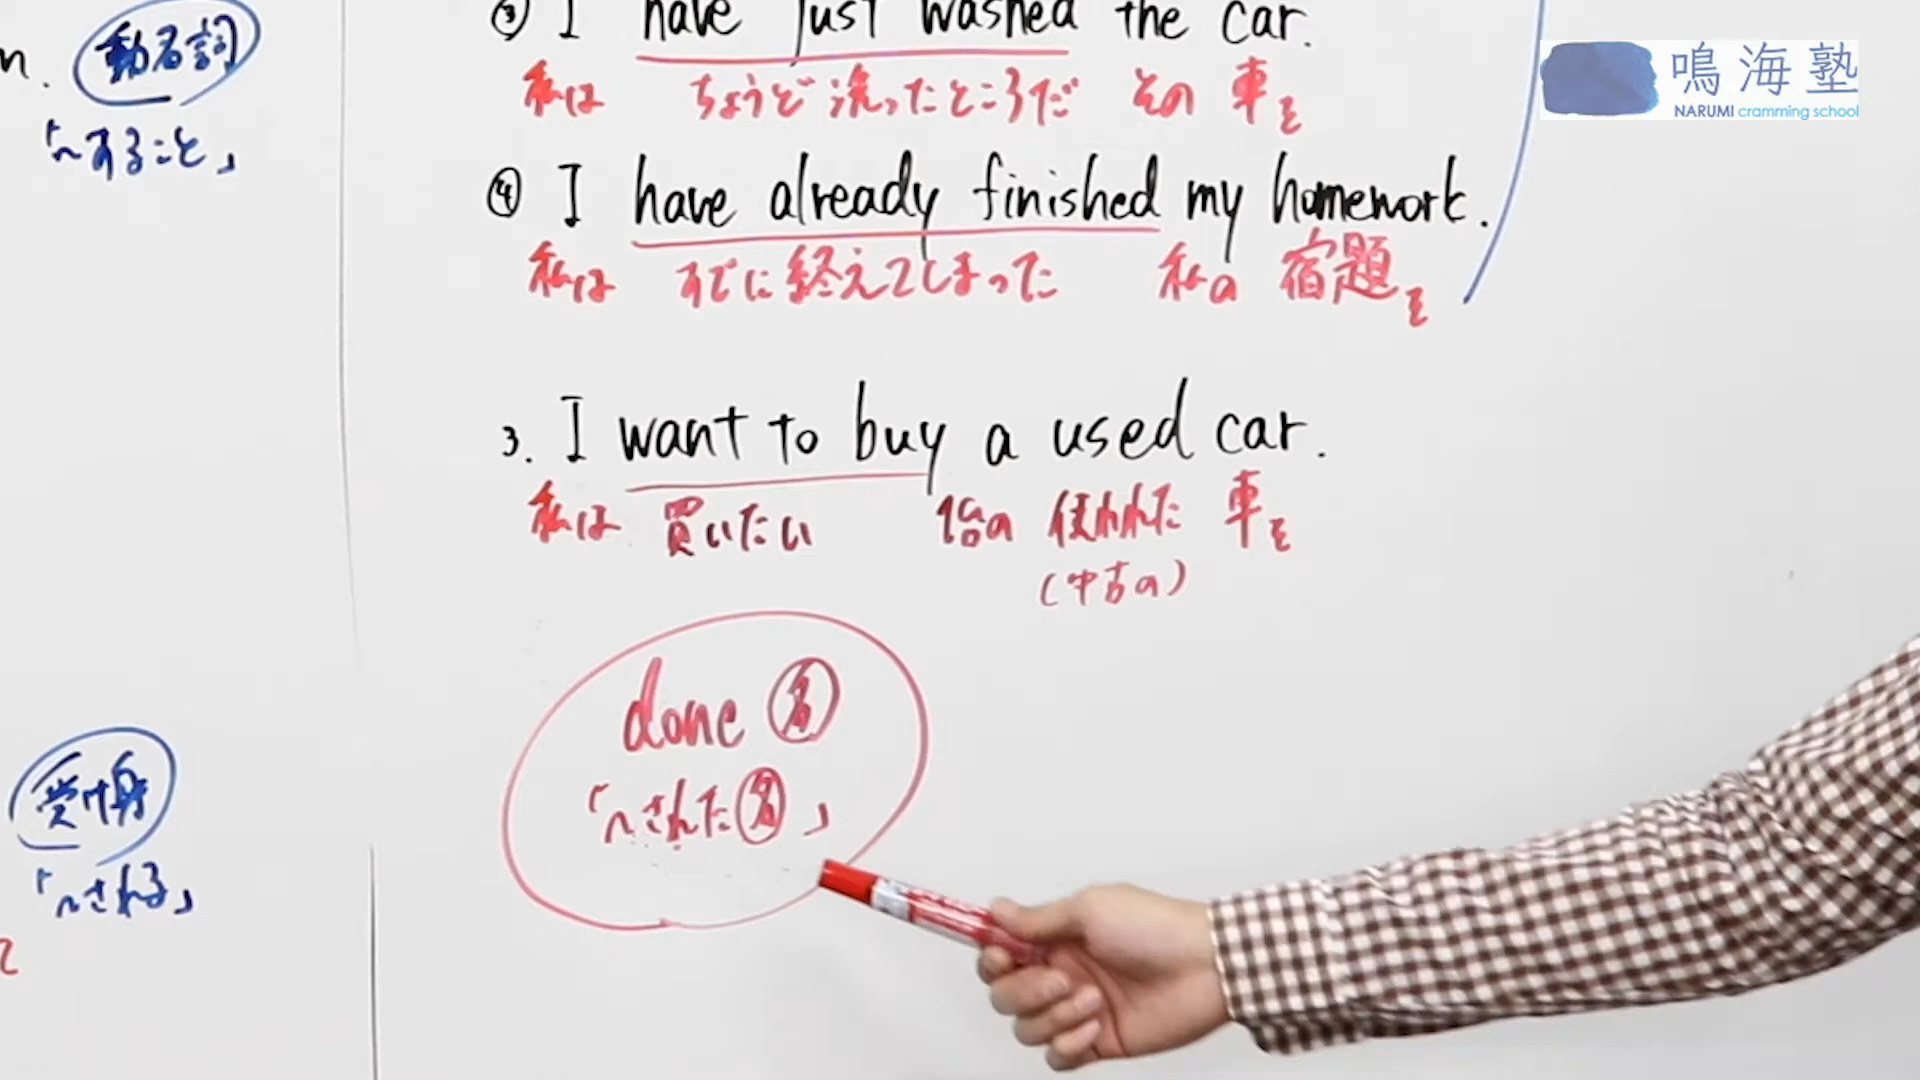 ③ I have just washed the car.
私は ちょうど洗ったところだ その 車を
④ I have already finished my homework.
私は すでに終えてしまった 私の 宿題を
3. I want to buy a used car.
私は 買いたい 1台の 使われた 車を
(中古の)
done 名
「〜された名」
n. 動名詞
「〜すること」
受け身
「〜される」
て
鳴海塾
NARUMI cramming school